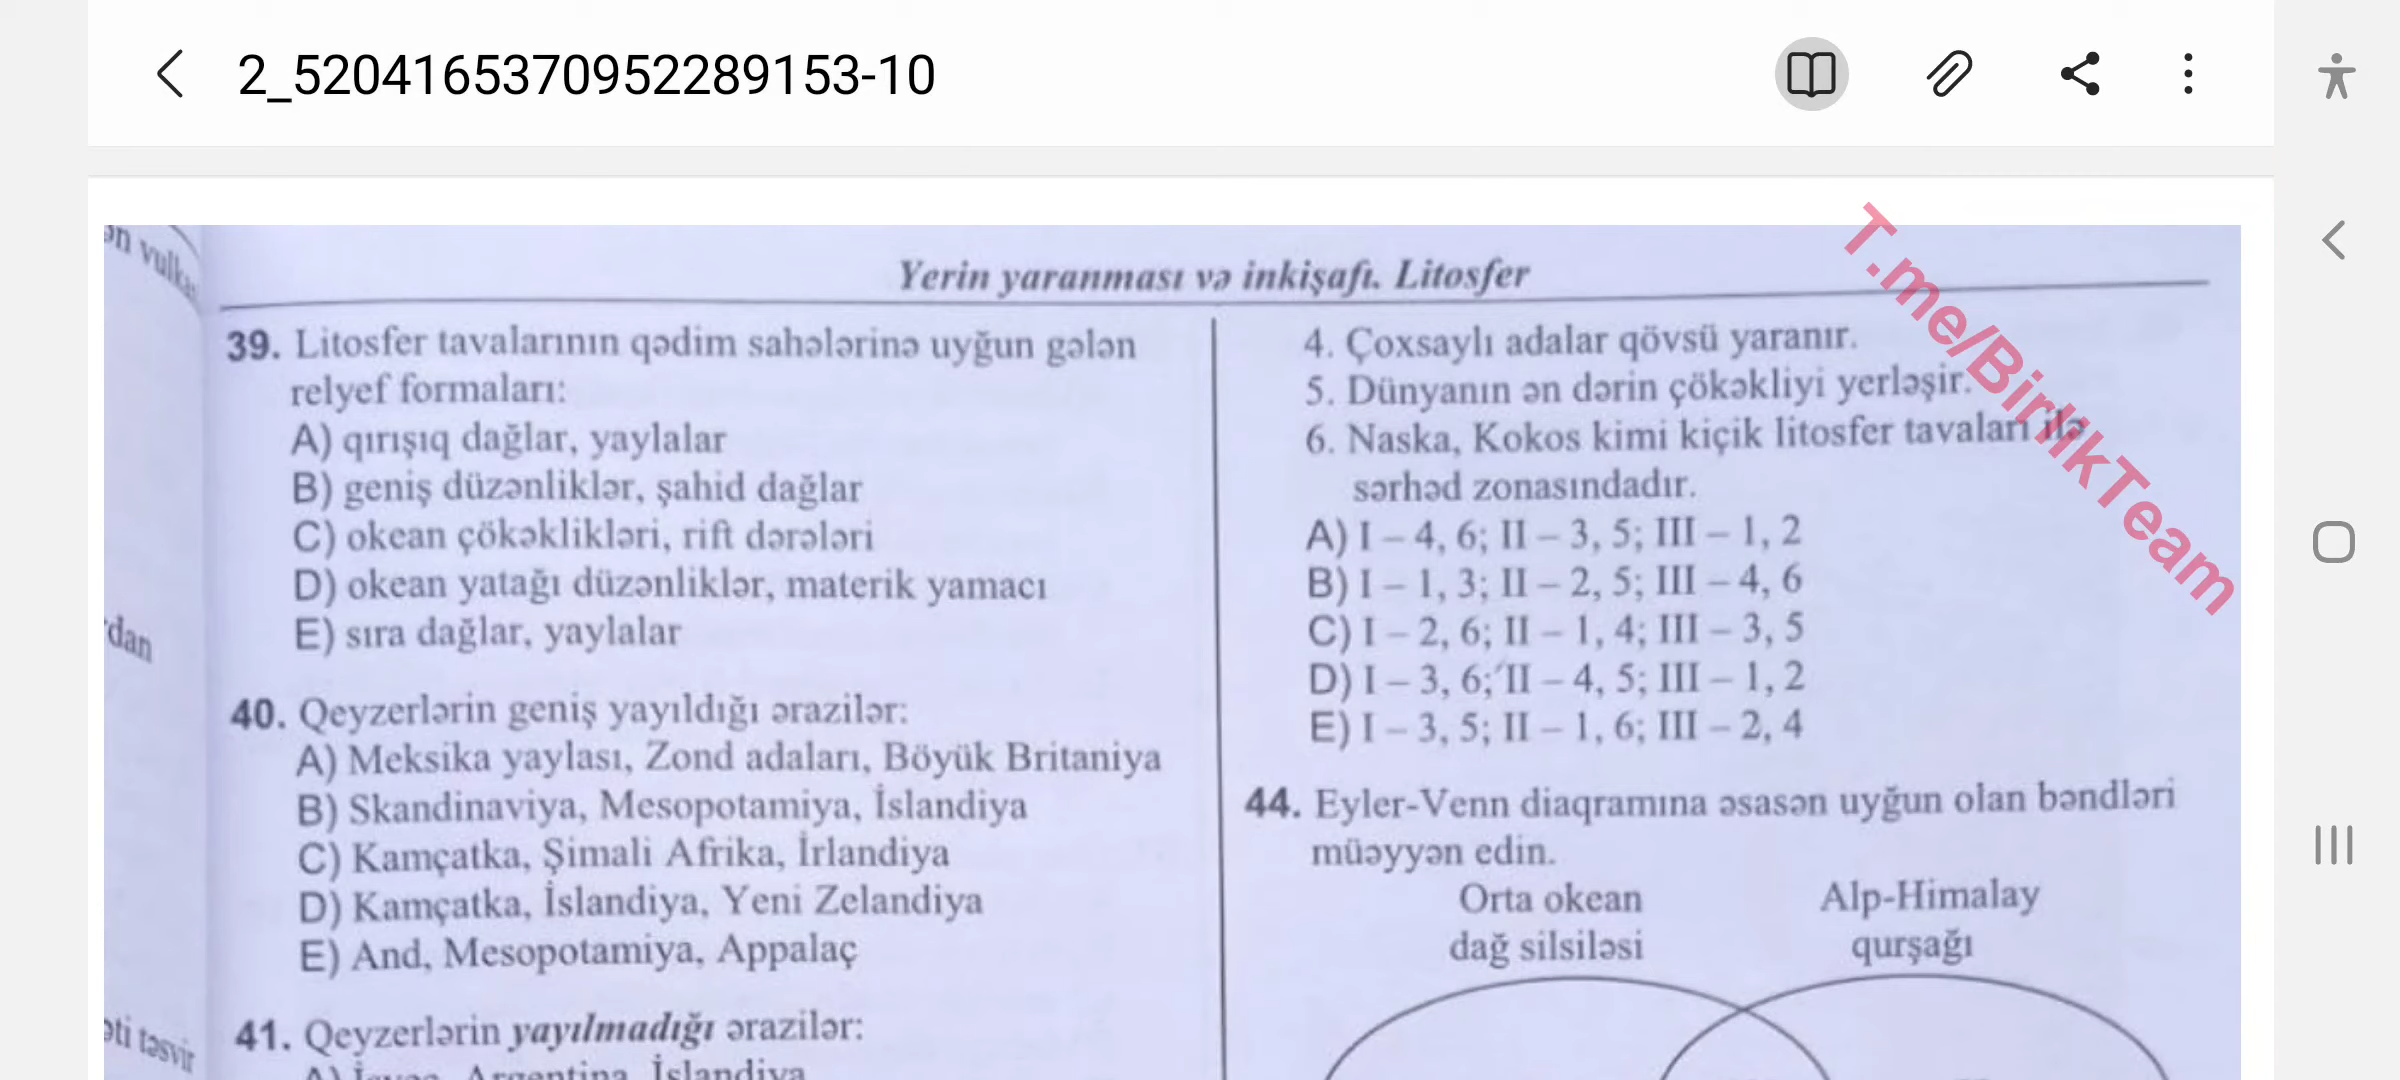 2_5204165370952289153-10
T.me/BirlikTeam
Yerin yaranması və inkişafı. Litosfer
39. Litosfer tavalarının qədim sahələrinə uyğun gələn
relyef formaları:
A) qırışıq dağlar, yaylalar
B) geniş düzənliklər, şahid dağlar
C) okean çökəklikləri, rift dərələri
D) okean yatağı düzənliklər, materik yamacı
E) sıra dağlar, yaylalar
40. Qeyzerlərin geniş yayıldığı ərazilər:
A) Meksika yaylası, Zond adaları, Böyük Britaniya
B) Skandinaviya, Mesopotamiya, İslandiya
C) Kamçatka, Şimali Afrika, İrlandiya
D) Kamçatka, İslandiya, Yeni Zelandiya
E) And, Mesopotamiya, Appalaç
41. Qeyzerlərin yayılmadığı ərazilər:
Argentina, İslandiya
4. Çoxsaylı adalar qövsü yaranır.
5. Dünyanın ən dərin çökəkliyi yerləşir.
6. Naska, Kokos kimi kiçik litosfer tavaları ilə
sərhəd zonasındadır.
A) I – 4, 6; II – 3, 5; III – 1, 2
B) I – 1, 3; II – 2, 5; III – 4, 6
C) I – 2, 6; II – 1, 4; III – 3, 5
D) I – 3, 6; II – 4, 5; III – 1, 2
E) I – 3, 5; II – 1, 6; III – 2, 4
44. Eyler-Venn diaqramına əsasən uyğun olan bəndləri
müəyyən edin.
Orta okean
dağ silsiləsi
Alp-Himalay
qurşağı
dan
əti təsvir